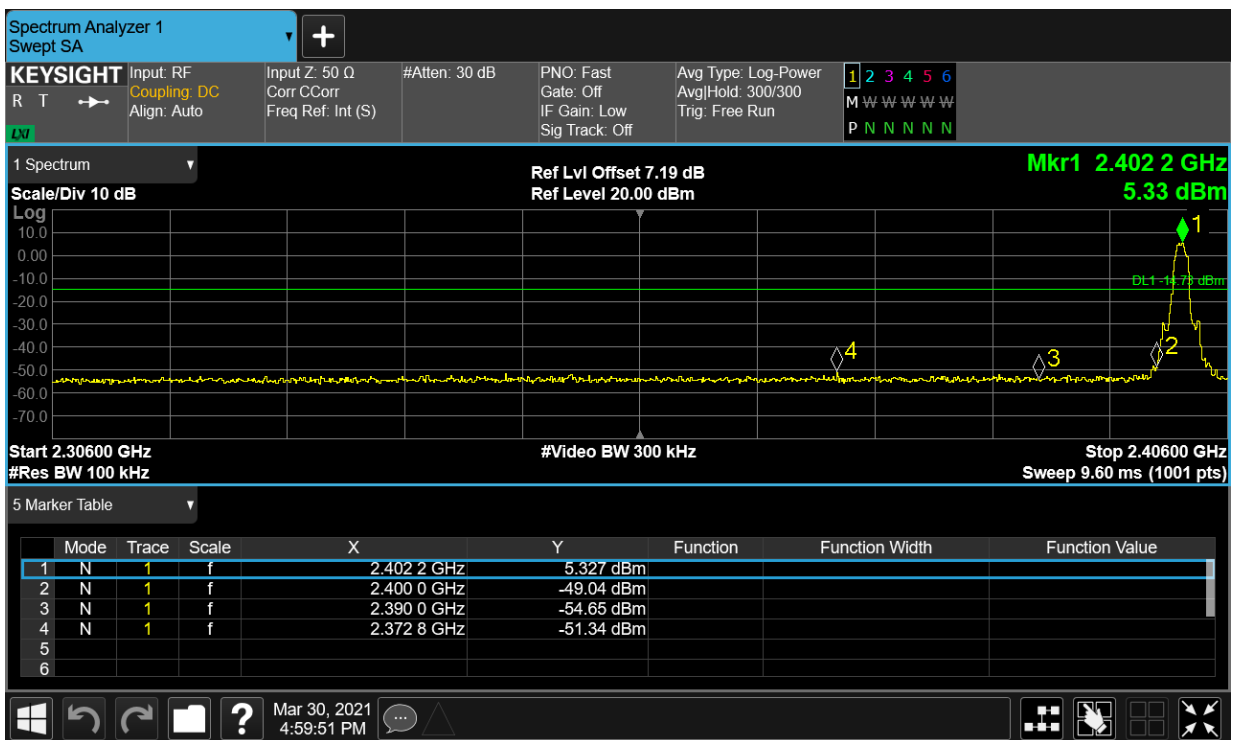 Spectrum Analyzer 1
Swept SA
+
KEYSIGHT Input: RF Input Z: 50 Ω #Atten: 30 dB PNO: Fast Avg Type: Log-Power 1 2 3 4 5 6
R T Coupling: DC Corr CCorr Gate: Off Avg|Hold: 300/300 M W W W W W
Align: Auto Freq Ref: Int (S) IF Gain: Low Trig: Free Run
LXI Sig Track: Off P N N N N N
1 Spectrum Ref Lvl Offset 7.19 dB Mkr1 2.402 2 GHz
Scale/Div 10 dB Ref Level 20.00 dBm 5.33 dBm
Log
1
10.0
0.00
-10.0
DL1 -14.73 dBm
-20.0
-30.0
-40.0
4 3 2
-50.0
-60.0
-70.0
Start 2.30600 GHz #Video BW 300 kHz Stop 2.40600 GHz
#Res BW 100 kHz Sweep 9.60 ms (1001 pts)
5 Marker Table
Mode Trace Scale X Y Function Function Width Function Value
1 N 1 f 2.402 2 GHz 5.327 dBm
2 N 1 f 2.400 0 GHz -49.04 dBm
3 N 1 f 2.390 0 GHz -54.65 dBm
4 N 1 f 2.372 8 GHz -51.34 dBm
5
6
? Mar 30, 2021
4:59:51 PM